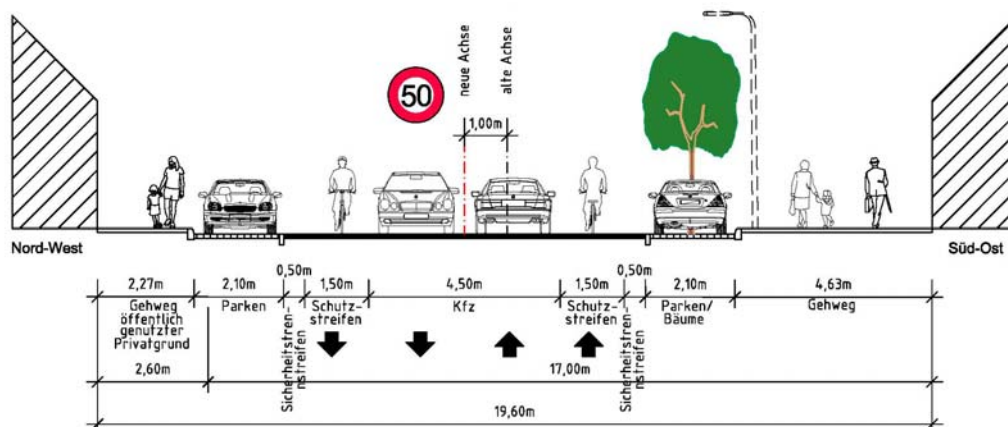 neue Achse
alte Achse
50
1,00m
Nord-West
Süd-Ost
2,27m
2,10m
0,50m
1,50m
4,50m
1,50m
0,50m
2,10m
4,63m
Gehweg
öffentlich
genutzter
Privatgrund
Parken
Sicherheitstren-
nstreifen
Schutz-
streifen
Kfz
Schutz-
streifen
Sicherheitstren-
nstreifen
Parken/
Bäume
Gehweg
2,60m
17,00m
19,60m